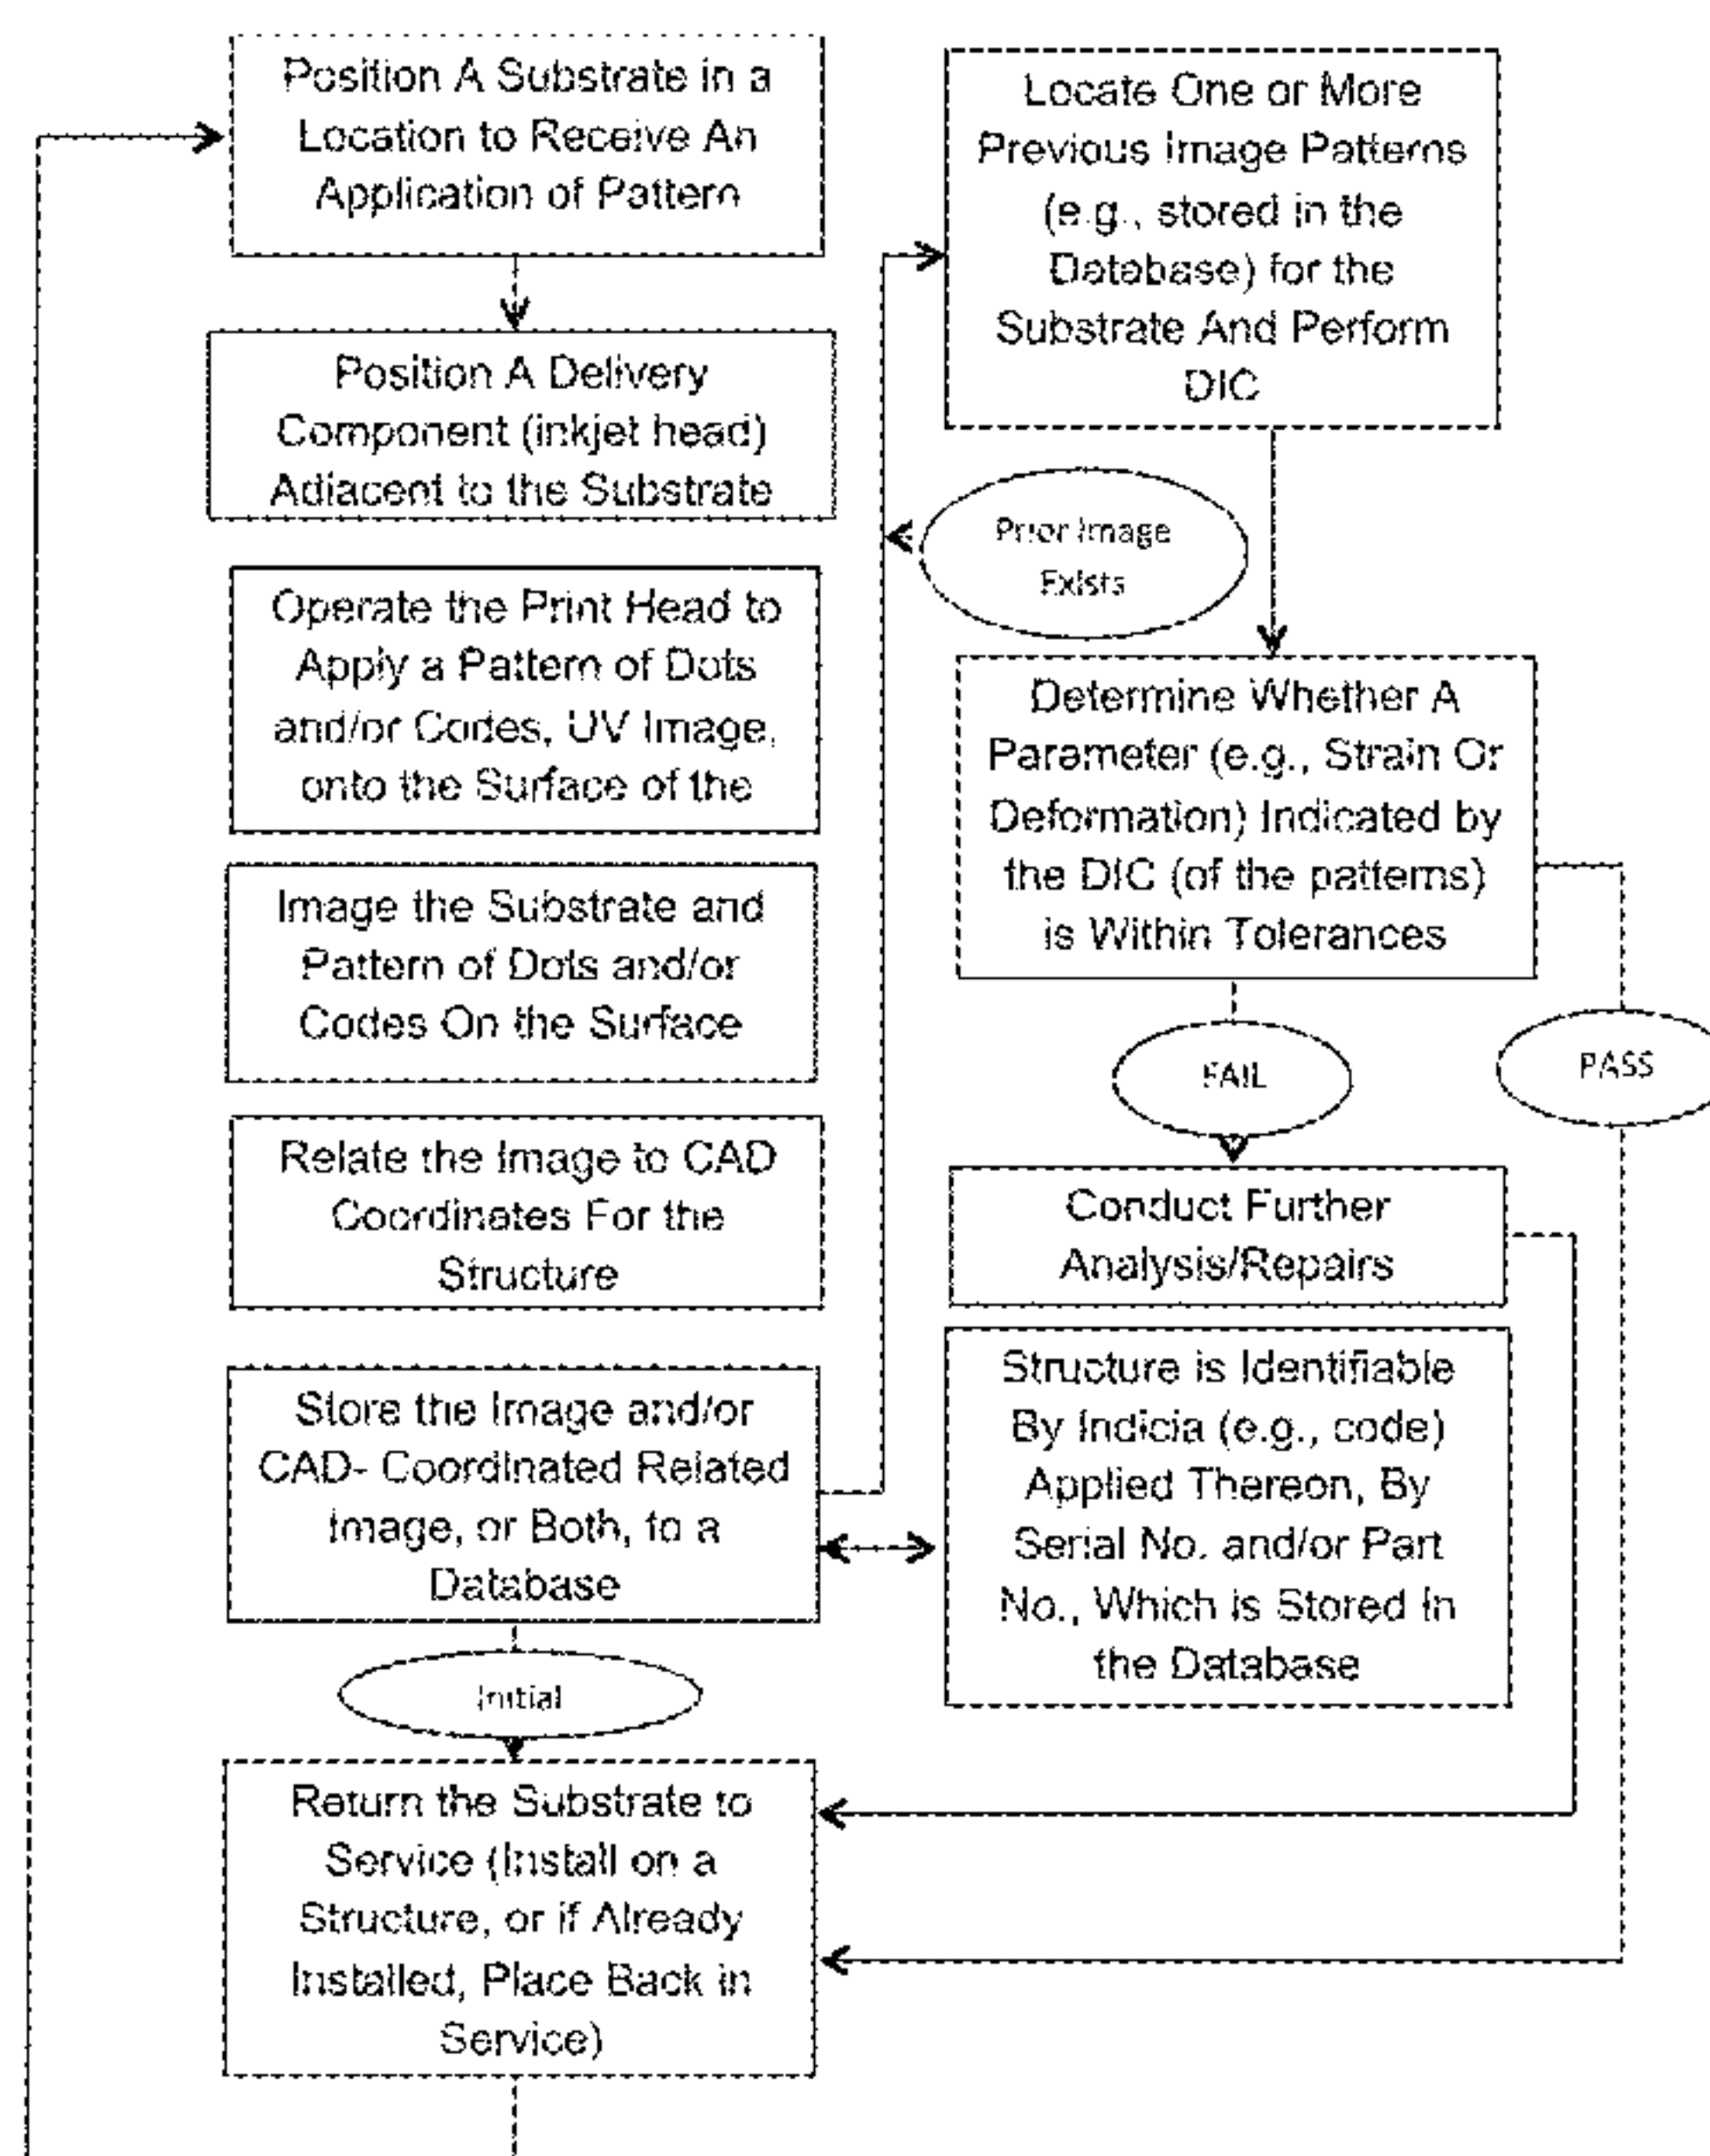 Position A Substrate in a
Location to Receive An
Application of Pattern
Position A Delivery
Component (inkjet head)
Adjacent to the Substrate
Operate the Print Head to
Apply a Pattern of Dots
and/or Codes, UV Image,
onto the Surface of the
Image the Substrate and
Pattern of Dots and/or
Codes On the Surface
Relate the Image to CAD
Coordinates For the
Structure
Store the Image and/or
CAD- Coordinated Related
Image, or Both, to a
Database
Initial
Return the Substrate to
Service (Install on a
Structure, or if Already
Installed, Place Back in
Service)
Locate One or More
Previous Image Patterns
(e.g., stored in the
Database) for the
Substrate And Perform
DIC
Prior Image
Exists
Determine Whether A
Parameter (e.g., Strain Or
Deformation) Indicated by
the DIC (of the patterns)
is Within Tolerances
FAIL
PASS
Conduct Further
Analysis/Repairs
Structure is Identifiable
By Indicia (e.g., code)
Applied Thereon, By
Serial No. and/or Part
No., Which is Stored In
the Database